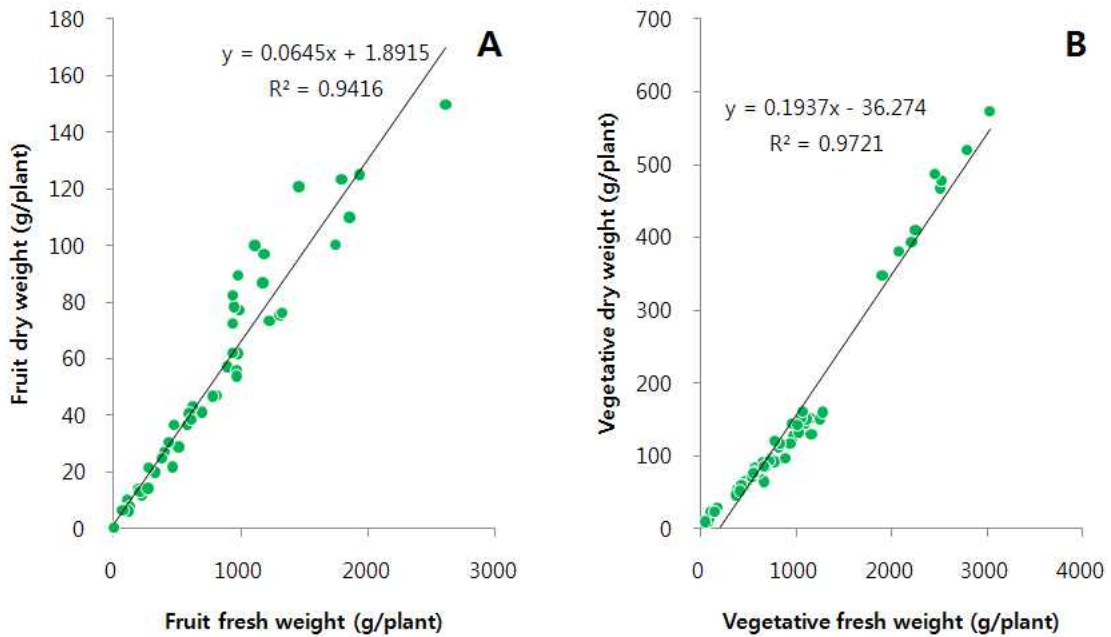 A
y = 0.0645x + 1.8915
R² = 0.9416
Fruit dry weight (g/plant)
180
160
140
120
100
80
60
40
20
0
0 1000 2000 3000
Fruit fresh weight (g/plant)
B
y = 0.1937x - 36.274
R² = 0.9721
Vegetative dry weight (g/plant)
700
600
500
400
300
200
100
0
0 1000 2000 3000 4000
Vegetative fresh weight (g/plant)